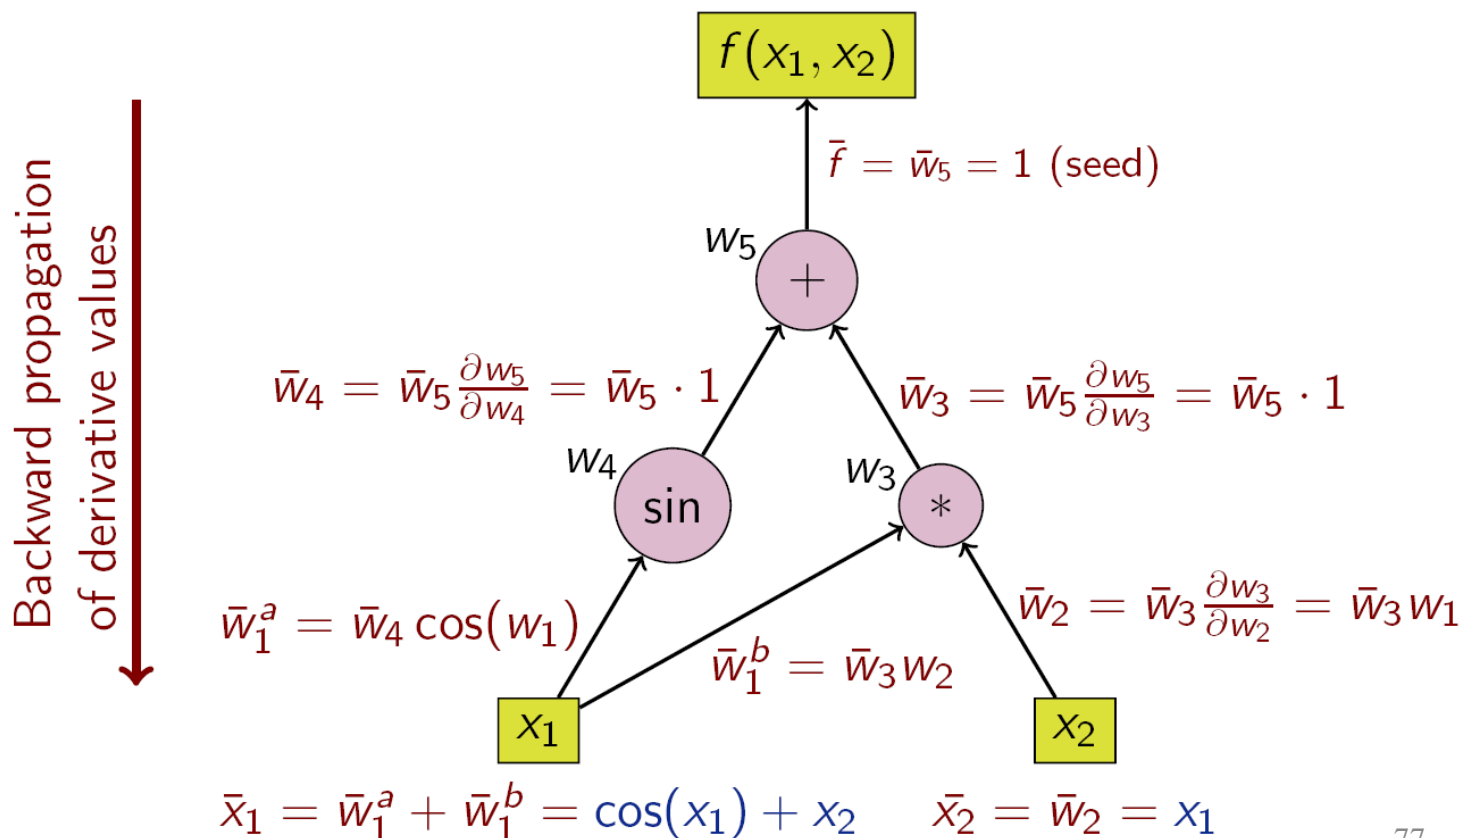 f(x₁, x₂)
f̄ = w̄₅ = 1 (seed)
w₅
+
w̄₄ = w̄₅ ∂w₅/∂w₄ = w̄₅ · 1
w̄₃ = w̄₅ ∂w₅/∂w₃ = w̄₅ · 1
w₄
sin
w₃
*
Backward propagation
of derivative values
w̄₁ᵃ = w̄₄ cos(w₁)
w̄₁ᵇ = w̄₃w₂
w̄₂ = w̄₃ ∂w₃/∂w₂ = w̄₃w₁
x₁
x₂
x̄₁ = w̄₁ᵃ + w̄₁ᵇ = cos(x₁) + x₂
x̄₂ = w̄₂ = x₁
77